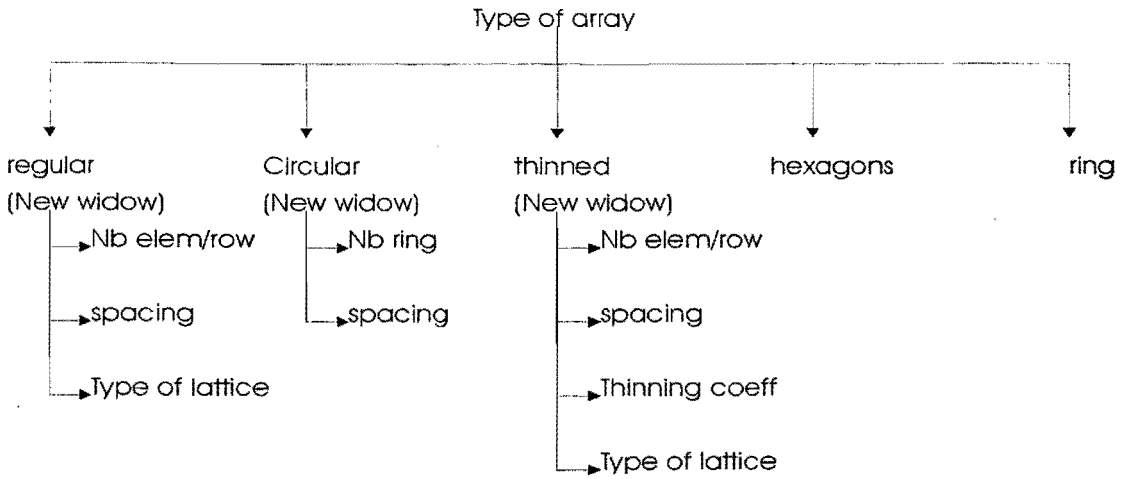 Type of array
regular
(New widow)
Nb elem/row
spacing
Type of lattice
Circular
(New widow)
Nb ring
spacing
thinned
(New widow)
Nb elem/row
spacing
Thinning coeff
Type of lattice
hexagons
ring